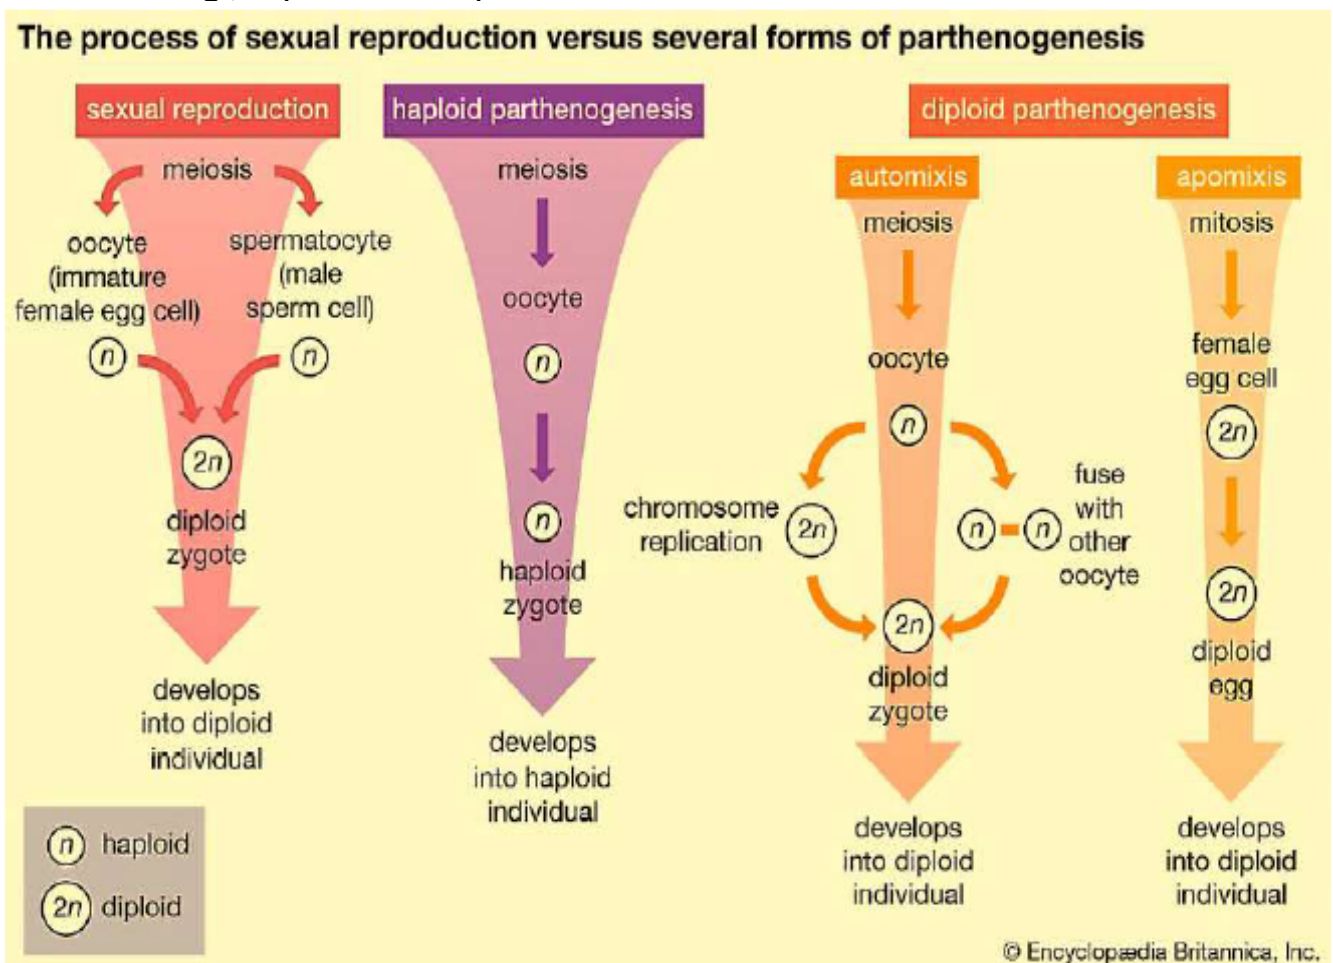 The process of sexual reproduction versus several forms of parthenogenesis
sexual reproduction
meiosis
oocyte
(immature
female egg cell)
n
spermatocyte
(male
sperm cell)
n
2n
diploid
zygote
develops
into diploid
individual
haploid parthenogenesis
meiosis
oocyte
n
n
haploid
zygote
develops
into haploid
individual
diploid parthenogenesis
automixis
meiosis
oocyte
n
chromosome
replication
2n
n
n
fuse
with
other
oocyte
2n
diploid
zygote
develops
into diploid
individual
apomixis
mitosis
female
egg cell
2n
2n
diploid
egg
develops
into diploid
individual
n haploid
2n diploid
© Encyclopædia Britannica, Inc.